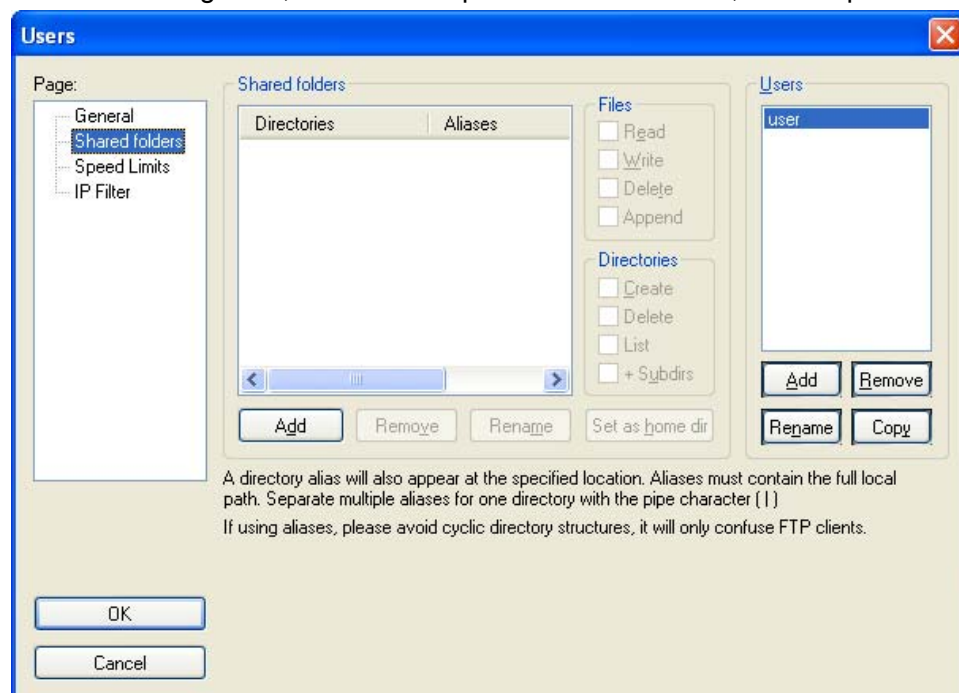 Users
Page:
General
Shared folders
Speed Limits
IP Filter
Shared folders
Directories
Aliases
Files
Read
Write
Delete
Append
Directories
Create
Delete
List
+ Subdirs
Add
Remove
Rename
Set as home dir
Users
user
Add
Remove
Rename
Copy
A directory alias will also appear at the specified location. Aliases must contain the full local
path. Separate multiple aliases for one directory with the pipe character ( | )
If using aliases, please avoid cyclic directory structures, it will only confuse FTP clients.
OK
Cancel